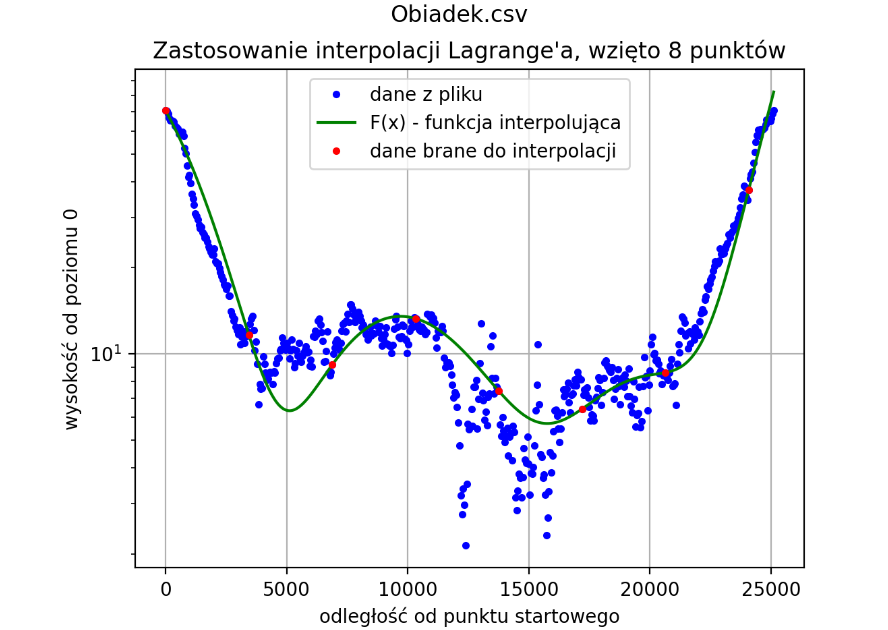 Obiadek.csv
Zastosowanie interpolacji Lagrange'a, wzięto 8 punktów
dane z pliku
F(x) - funkcja interpolująca
dane brane do interpolacji
wysokość od poziomu 0
10¹
0 5000 10000 15000 20000 25000
odległość od punktu startowego